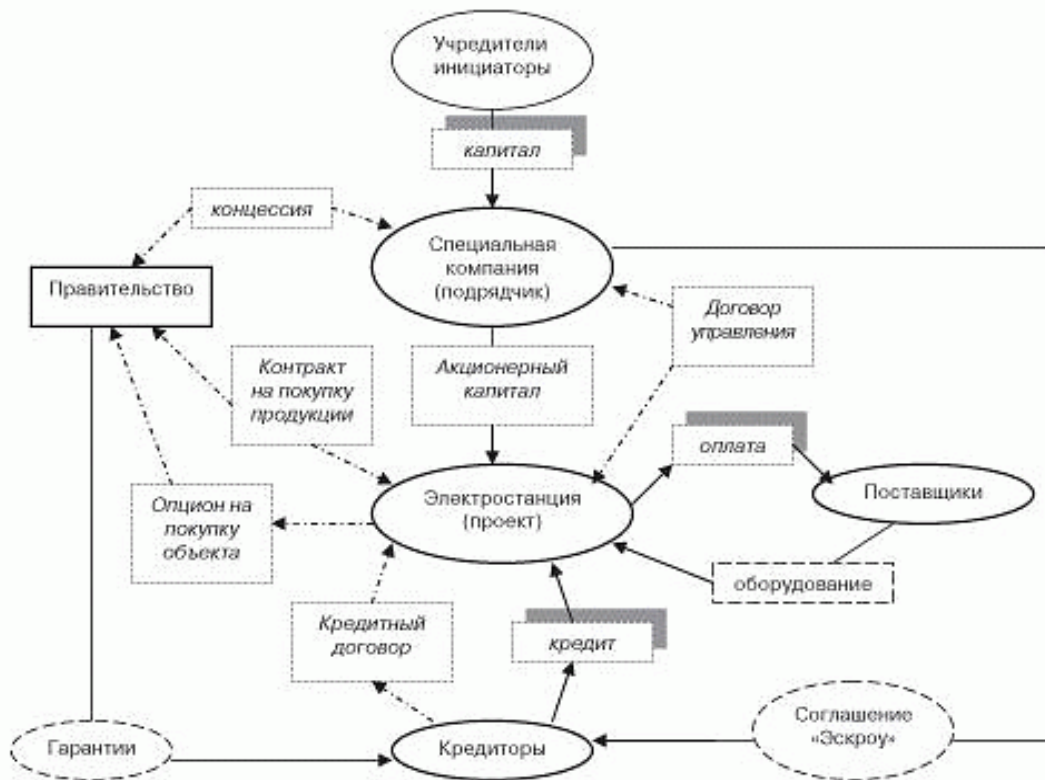 Учредители
инициаторы
капитал
концессия
Специальная
компания
(подрядчик)
Правительство
Договор
управления
Контракт
на покупку
продукции
Акционерный
капитал
оплата
Электростанция
(проект)
Поставщики
Опцион на
покупку
объекта
оборудование
Кредитный
договор
кредит
Соглашение
«Эскроу»
Гарантии
Кредиторы